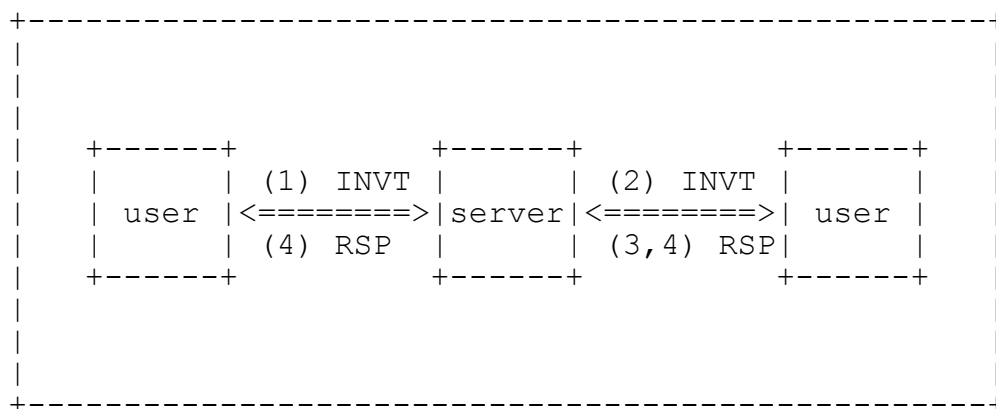 (1) INVT (2) INVT
user server user
(4) RSP (3,4) RSP